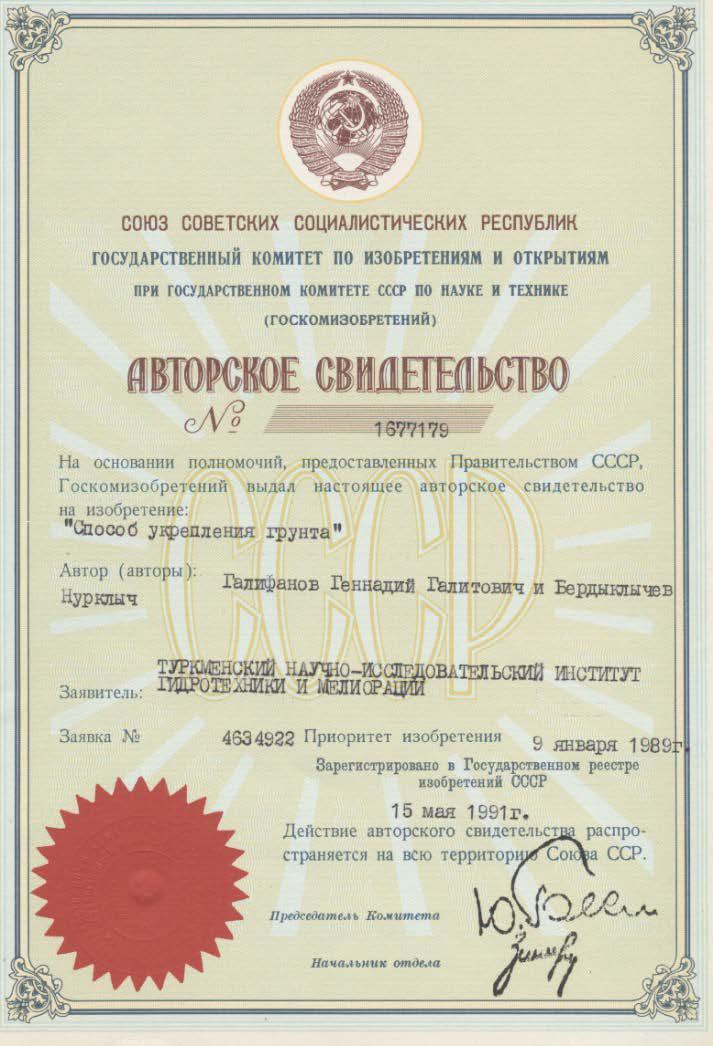 СОЮЗ СОВЕТСКИХ СОЦИАЛИСТИЧЕСКИХ РЕСПУБЛИК
ГОСУДАРСТВЕННЫЙ КОМИТЕТ ПО ИЗОБРЕТЕНИЯМ И ОТКРЫТИЯМ
ПРИ ГОСУДАРСТВЕННОМ КОМИТЕТЕ СССР ПО НАУКЕ И ТЕХНИКЕ
(ГОСКОМИЗОБРЕТЕНИЙ)
АВТОРСКОЕ СВИДЕТЕЛЬСТВО
№ 1677179
СССР
На основании полномочий, предоставленных Правительством СССР,
Госкомизобретений выдал настоящее авторское свидетельство
на изобретение:
"Способ укрепления грунта"
Автор (авторы): Галифанов Геннадий Галитович и Бердыклычев
Нурклыч
ТУРКМЕНСКИЙ НАУЧНО-ИССЛЕДОВАТЕЛЬСКИЙ ИНСТИТУТ
Заявитель: ГИДРОТЕХНИКИ И МЕЛИОРАЦИИ
Заявка № 4634922 Приоритет изобретения 9 января 1989г.
Зарегистрировано в Государственном реестре
изобретений СССР
15 мая 1991г.
Действие авторского свидетельства распро-
страняется на всю территорию Союза ССР.
Председатель Комитета
Начальник отдела